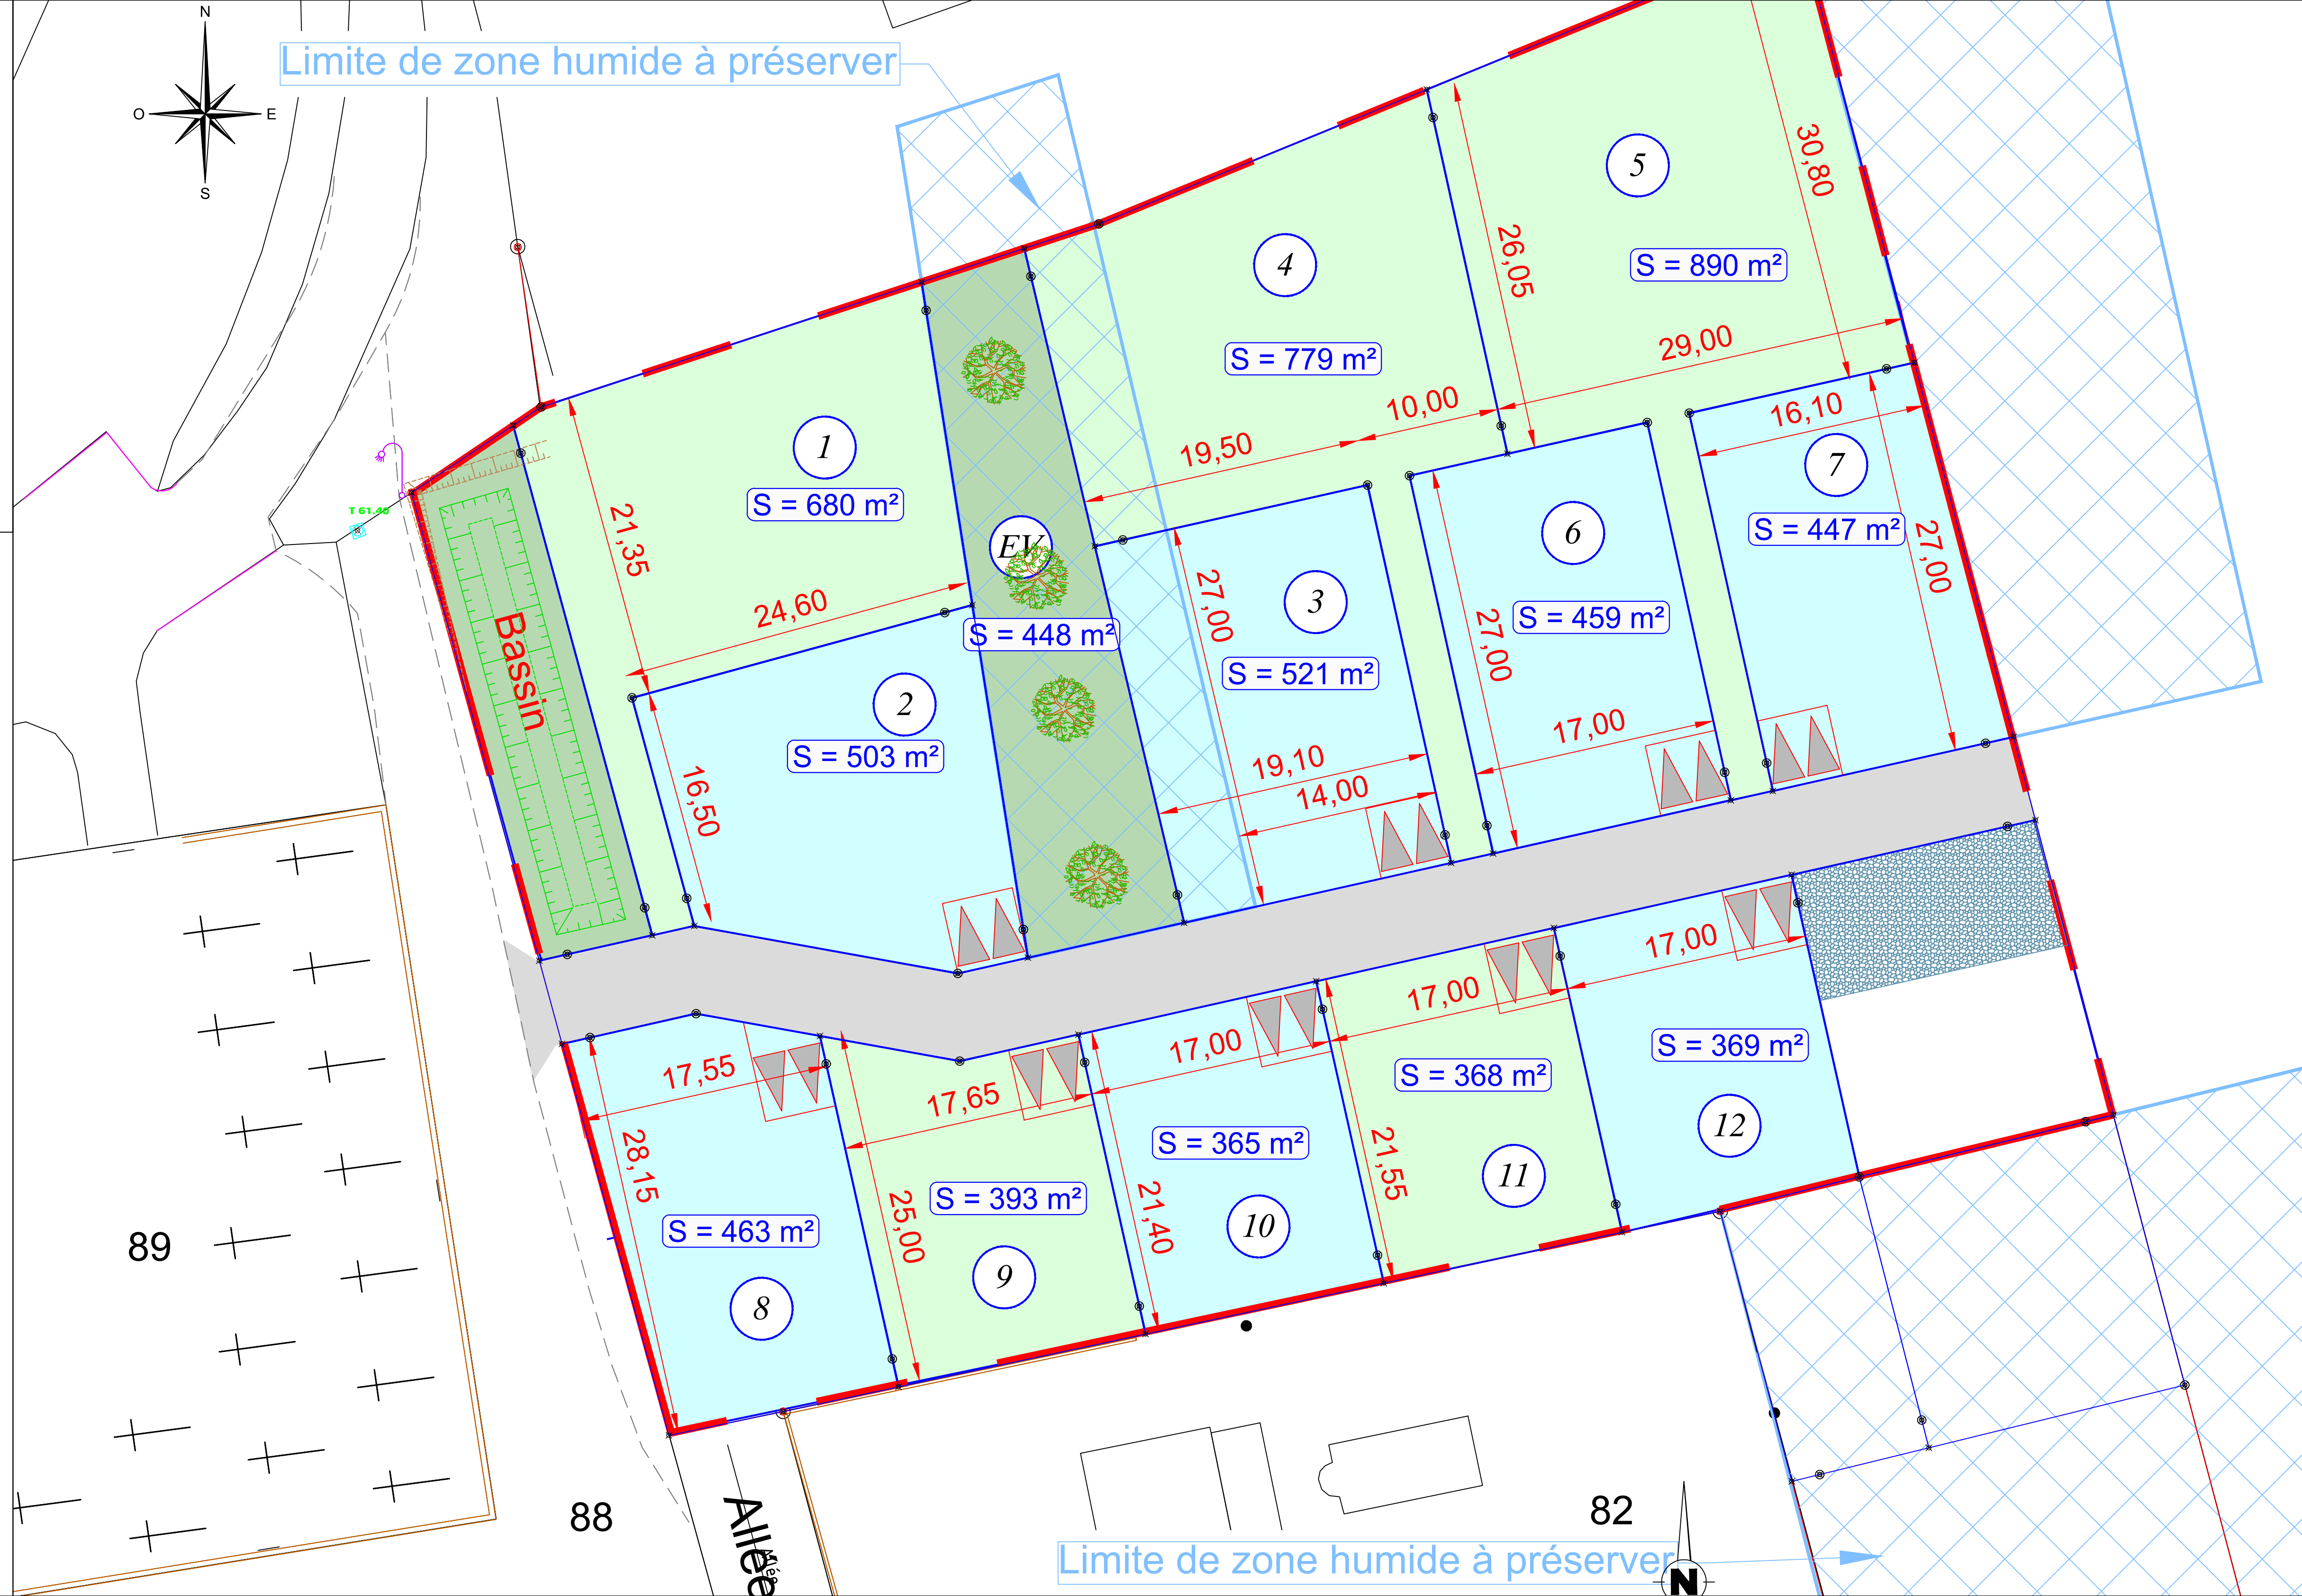 N
O
E
S
Limite de zone humide à préserver
30,80
5
S = 890 m²
26,05
29,00
4
S = 779 m²
10,00
19,50
1
S = 680 m²
21,35
24,60
T 61.40
Bassin
EV
S = 448 m²
16,10
7
S = 447 m²
27,00
6
S = 459 m²
27,00
17,00
3
S = 521 m²
27,00
19,10
14,00
2
S = 503 m²
16,50
17,55
28,15
S = 463 m²
8
17,65
25,00
S = 393 m²
9
17,00
S = 365 m²
21,40
10
17,00
S = 368 m²
21,55
11
17,00
S = 369 m²
12
89
88
82
Allée
Allée
Limite de zone humide à préserver
N